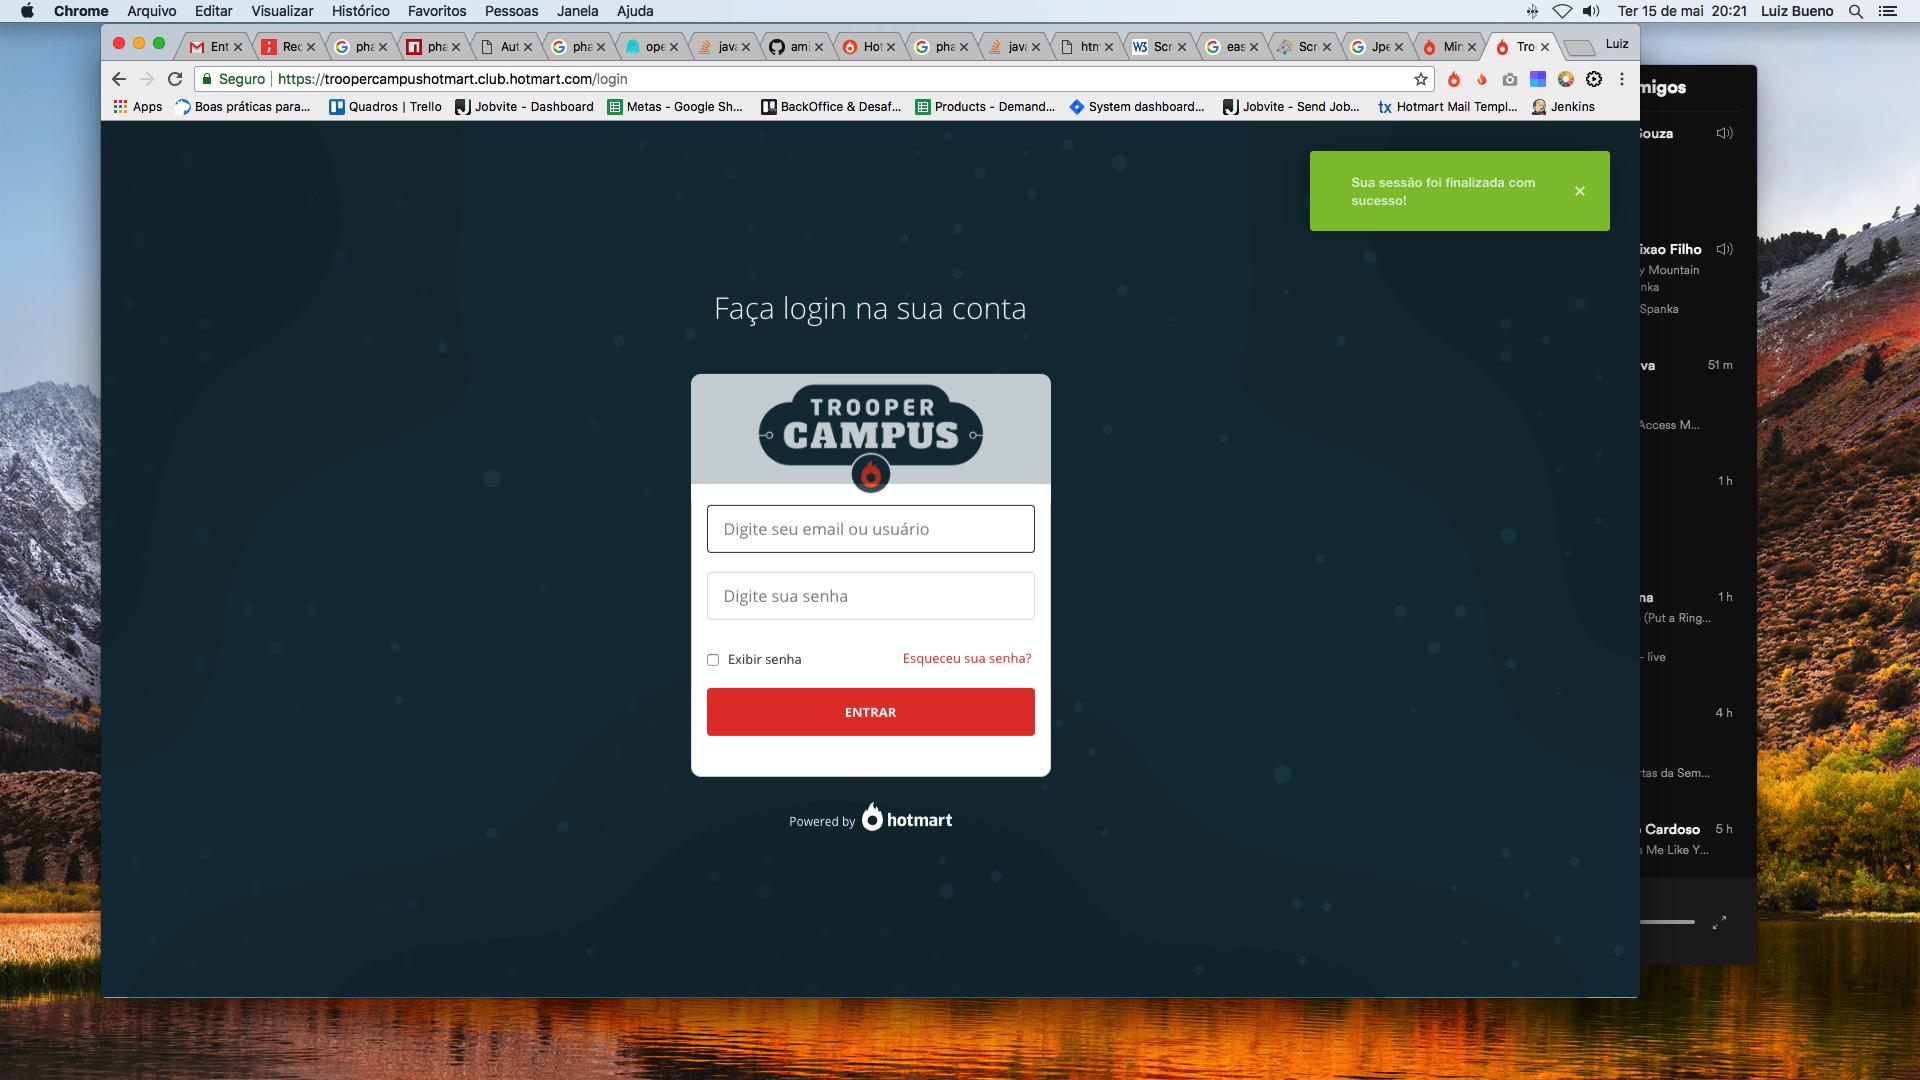 Chrome Arquivo Editar Visualizar Histórico Favoritos Pessoas Janela Ajuda Ter 15 de mai 20:21 Luiz Bueno
Ent Rec pha pha Aut pha ope java ami Hot pha java htm Scr eas Scr Jpe Min Tro Luiz
Seguro https://troopercampushotmart.club.hotmart.com/login
Apps Boas práticas para... Quadros | Trello Jobvite - Dashboard Metas - Google Sh... BackOffice & Desaf... Products - Demand... System dashboard... Jobvite - Send Job... tx Hotmart Mail Templ... Jenkins
Sua sessão foi finalizada com
sucesso!
Faça login na sua conta
TROOPER
CAMPUS
Digite seu email ou usuário
Digite sua senha
Exibir senha Esqueceu sua senha?
ENTRAR
Powered by hotmart
migos
Souza
ixao Filho
y Mountain
nka
Spanka
va 51 m
Access M...
1 h
na 1 h
(Put a Ring...
- live
4 h
rtas da Sem...
Cardoso 5 h
s Me Like Y...